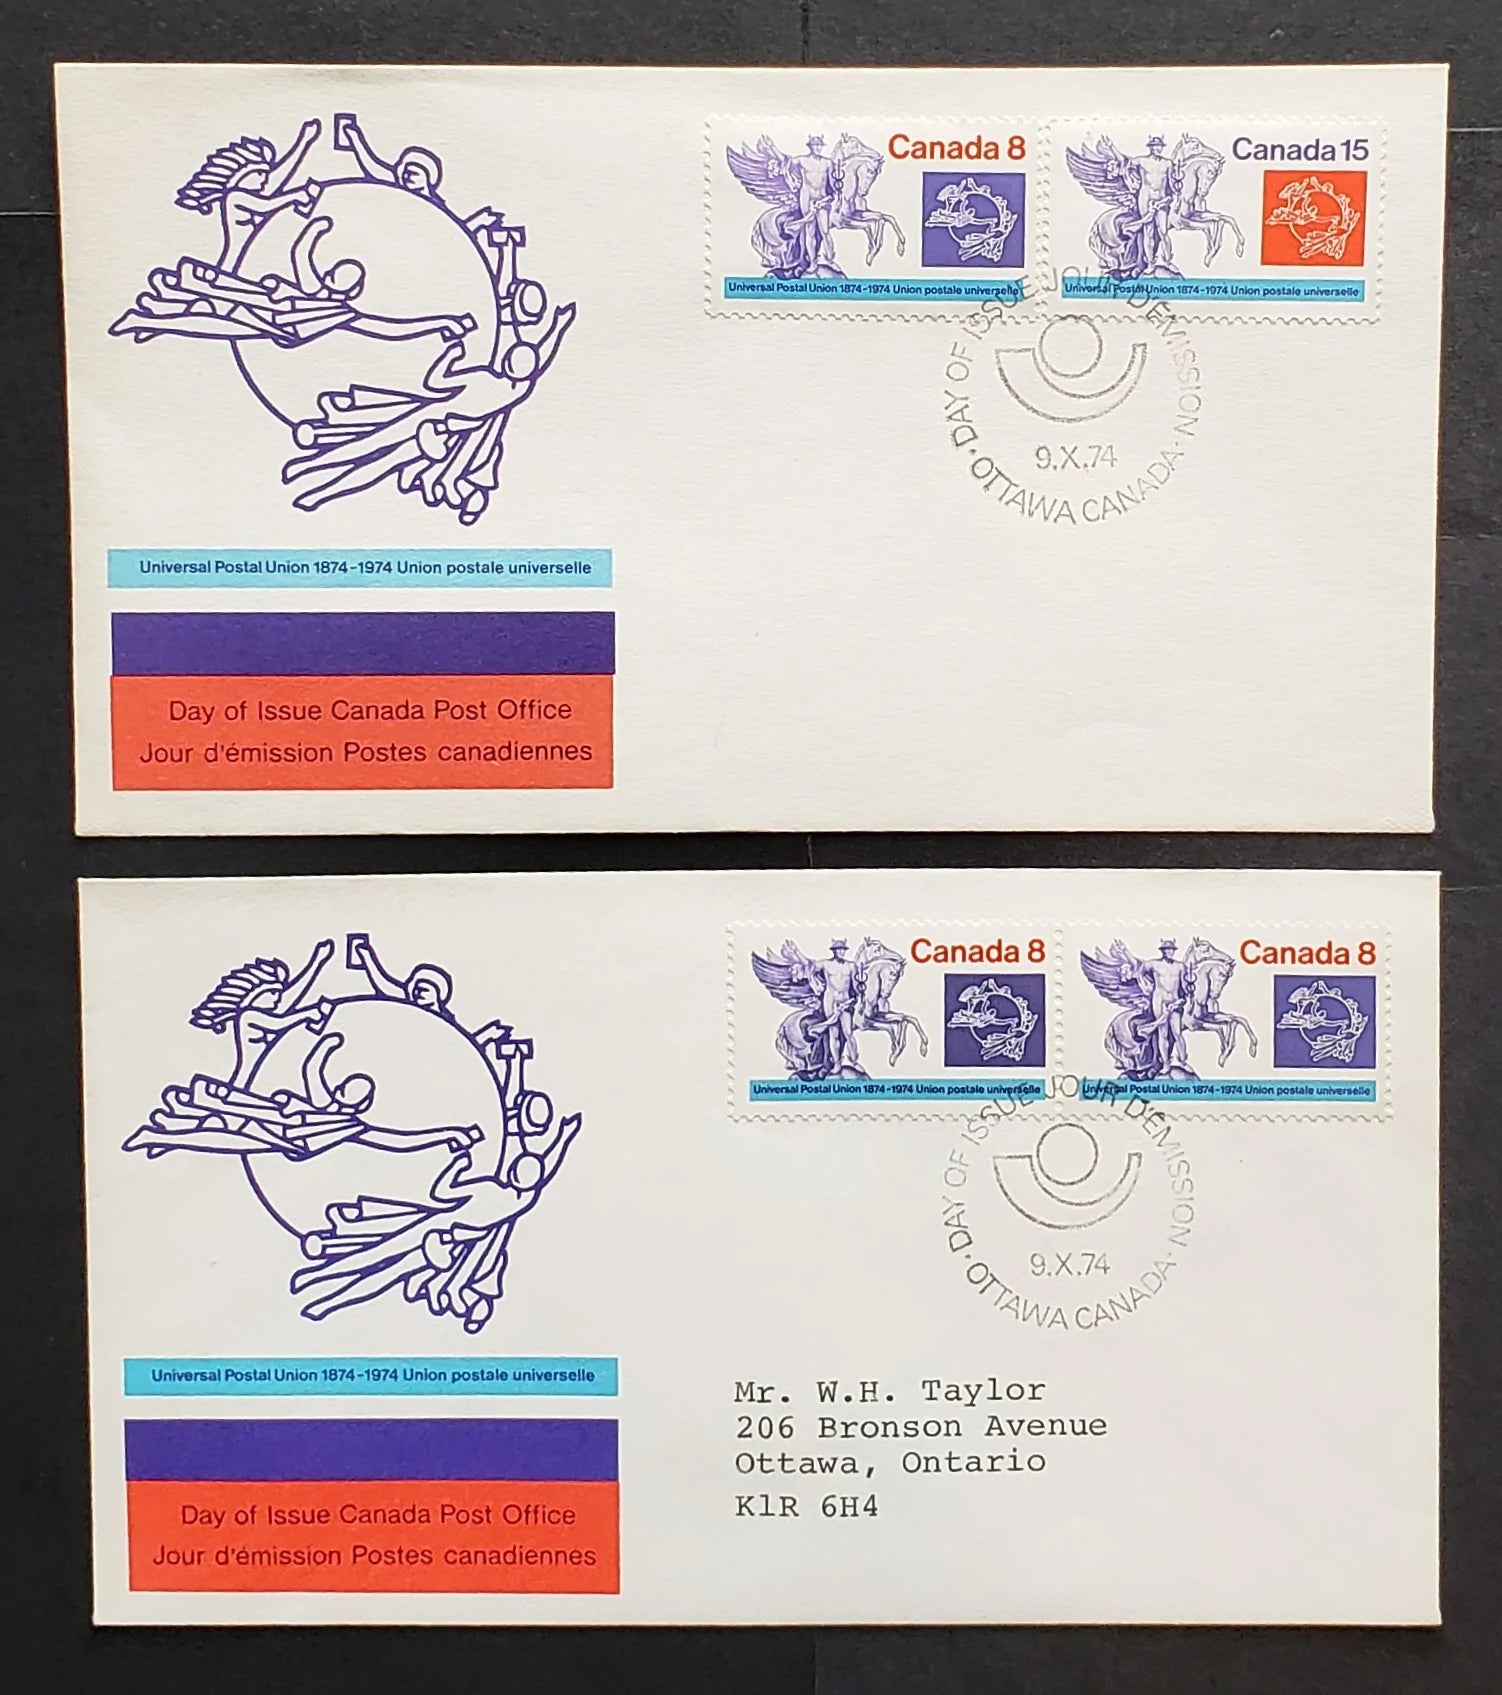 Canada 8
Universal Postal Union 1874-1974 Union postale universelle
Canada 15
Universal Postal Union 1874-1974 Union postale universelle
DAY OF ISSUE JOUR D'ÉMISSION
9.X.74
·OTTAWA CANADA·
Universal Postal Union 1874-1974 Union postale universelle
Day of Issue Canada Post Office
Jour d'émission Postes canadiennes
Canada 8
Universal Postal Union 1874-1974 Union postale universelle
Canada 8
Universal Postal Union 1874-1974 Union postale universelle
DAY OF ISSUE JOUR D'ÉMISSION
9.X.74
·OTTAWA CANADA·
Universal Postal Union 1874-1974 Union postale universelle
Day of Issue Canada Post Office
Jour d'émission Postes canadiennes
Mr. W.H. Taylor
206 Bronson Avenue
Ottawa, Ontario
K1R 6H4